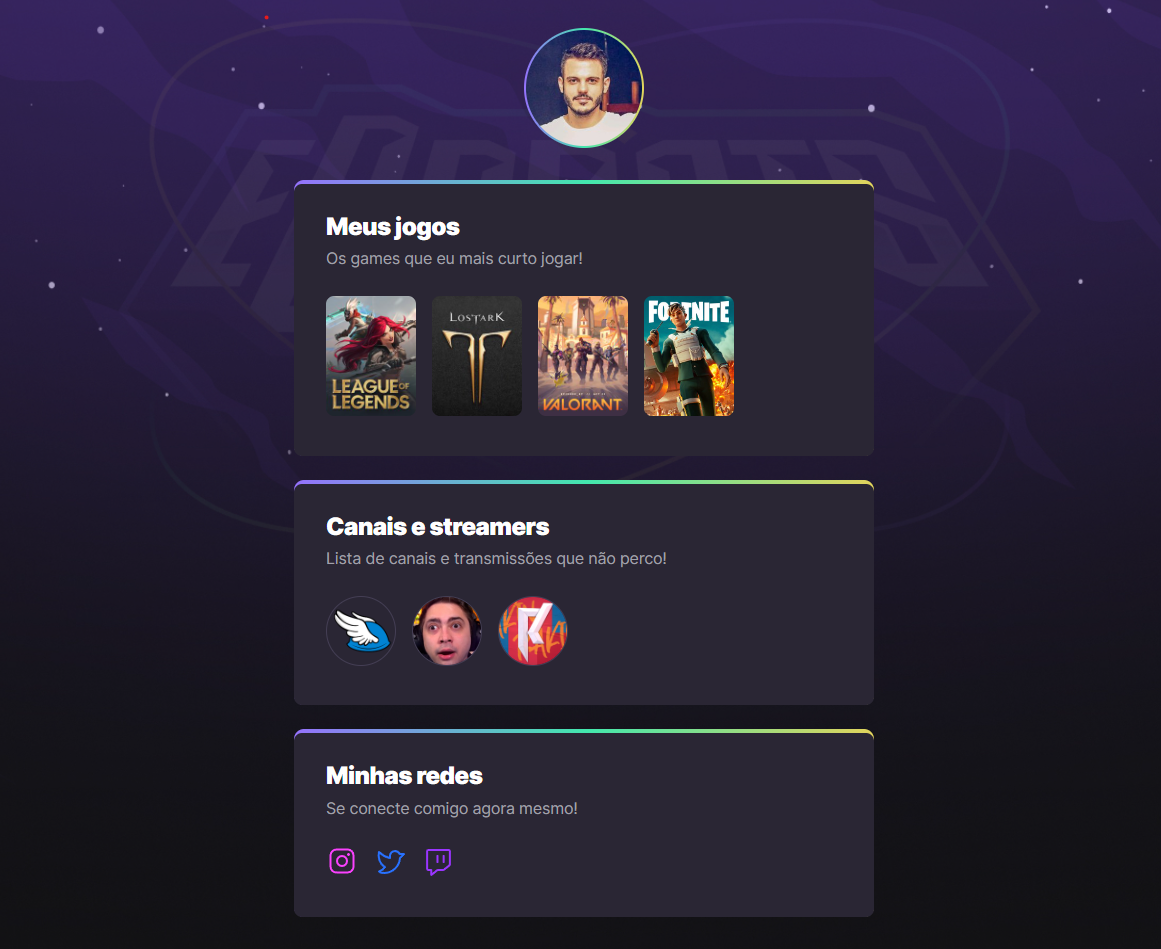 ESPORTS
Meus jogos
Os games que eu mais curto jogar!
LEAGUE OF
LEGENDS
LOSTARK
VALORANT
FORTNITE
Canais e streamers
Lista de canais e transmissões que não perco!
Minhas redes
Se conecte comigo agora mesmo!